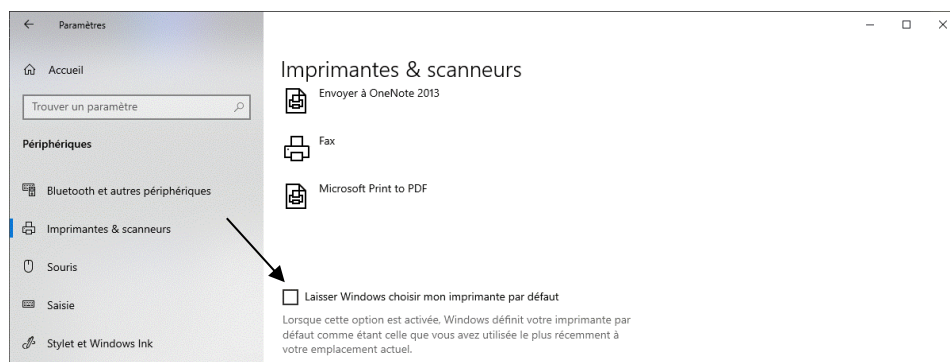 Paramètres
Accueil
Trouver un paramètre
Périphériques
Bluetooth et autres périphériques
Imprimantes & scanneurs
Souris
Saisie
Stylet et Windows Ink
Imprimantes & scanneurs
Envoyer à OneNote 2013
Fax
Microsoft Print to PDF
Laisser Windows choisir mon imprimante par défaut
Lorsque cette option est activée, Windows définit votre imprimante par
défaut comme étant celle que vous avez utilisée le plus récemment à
votre emplacement actuel.